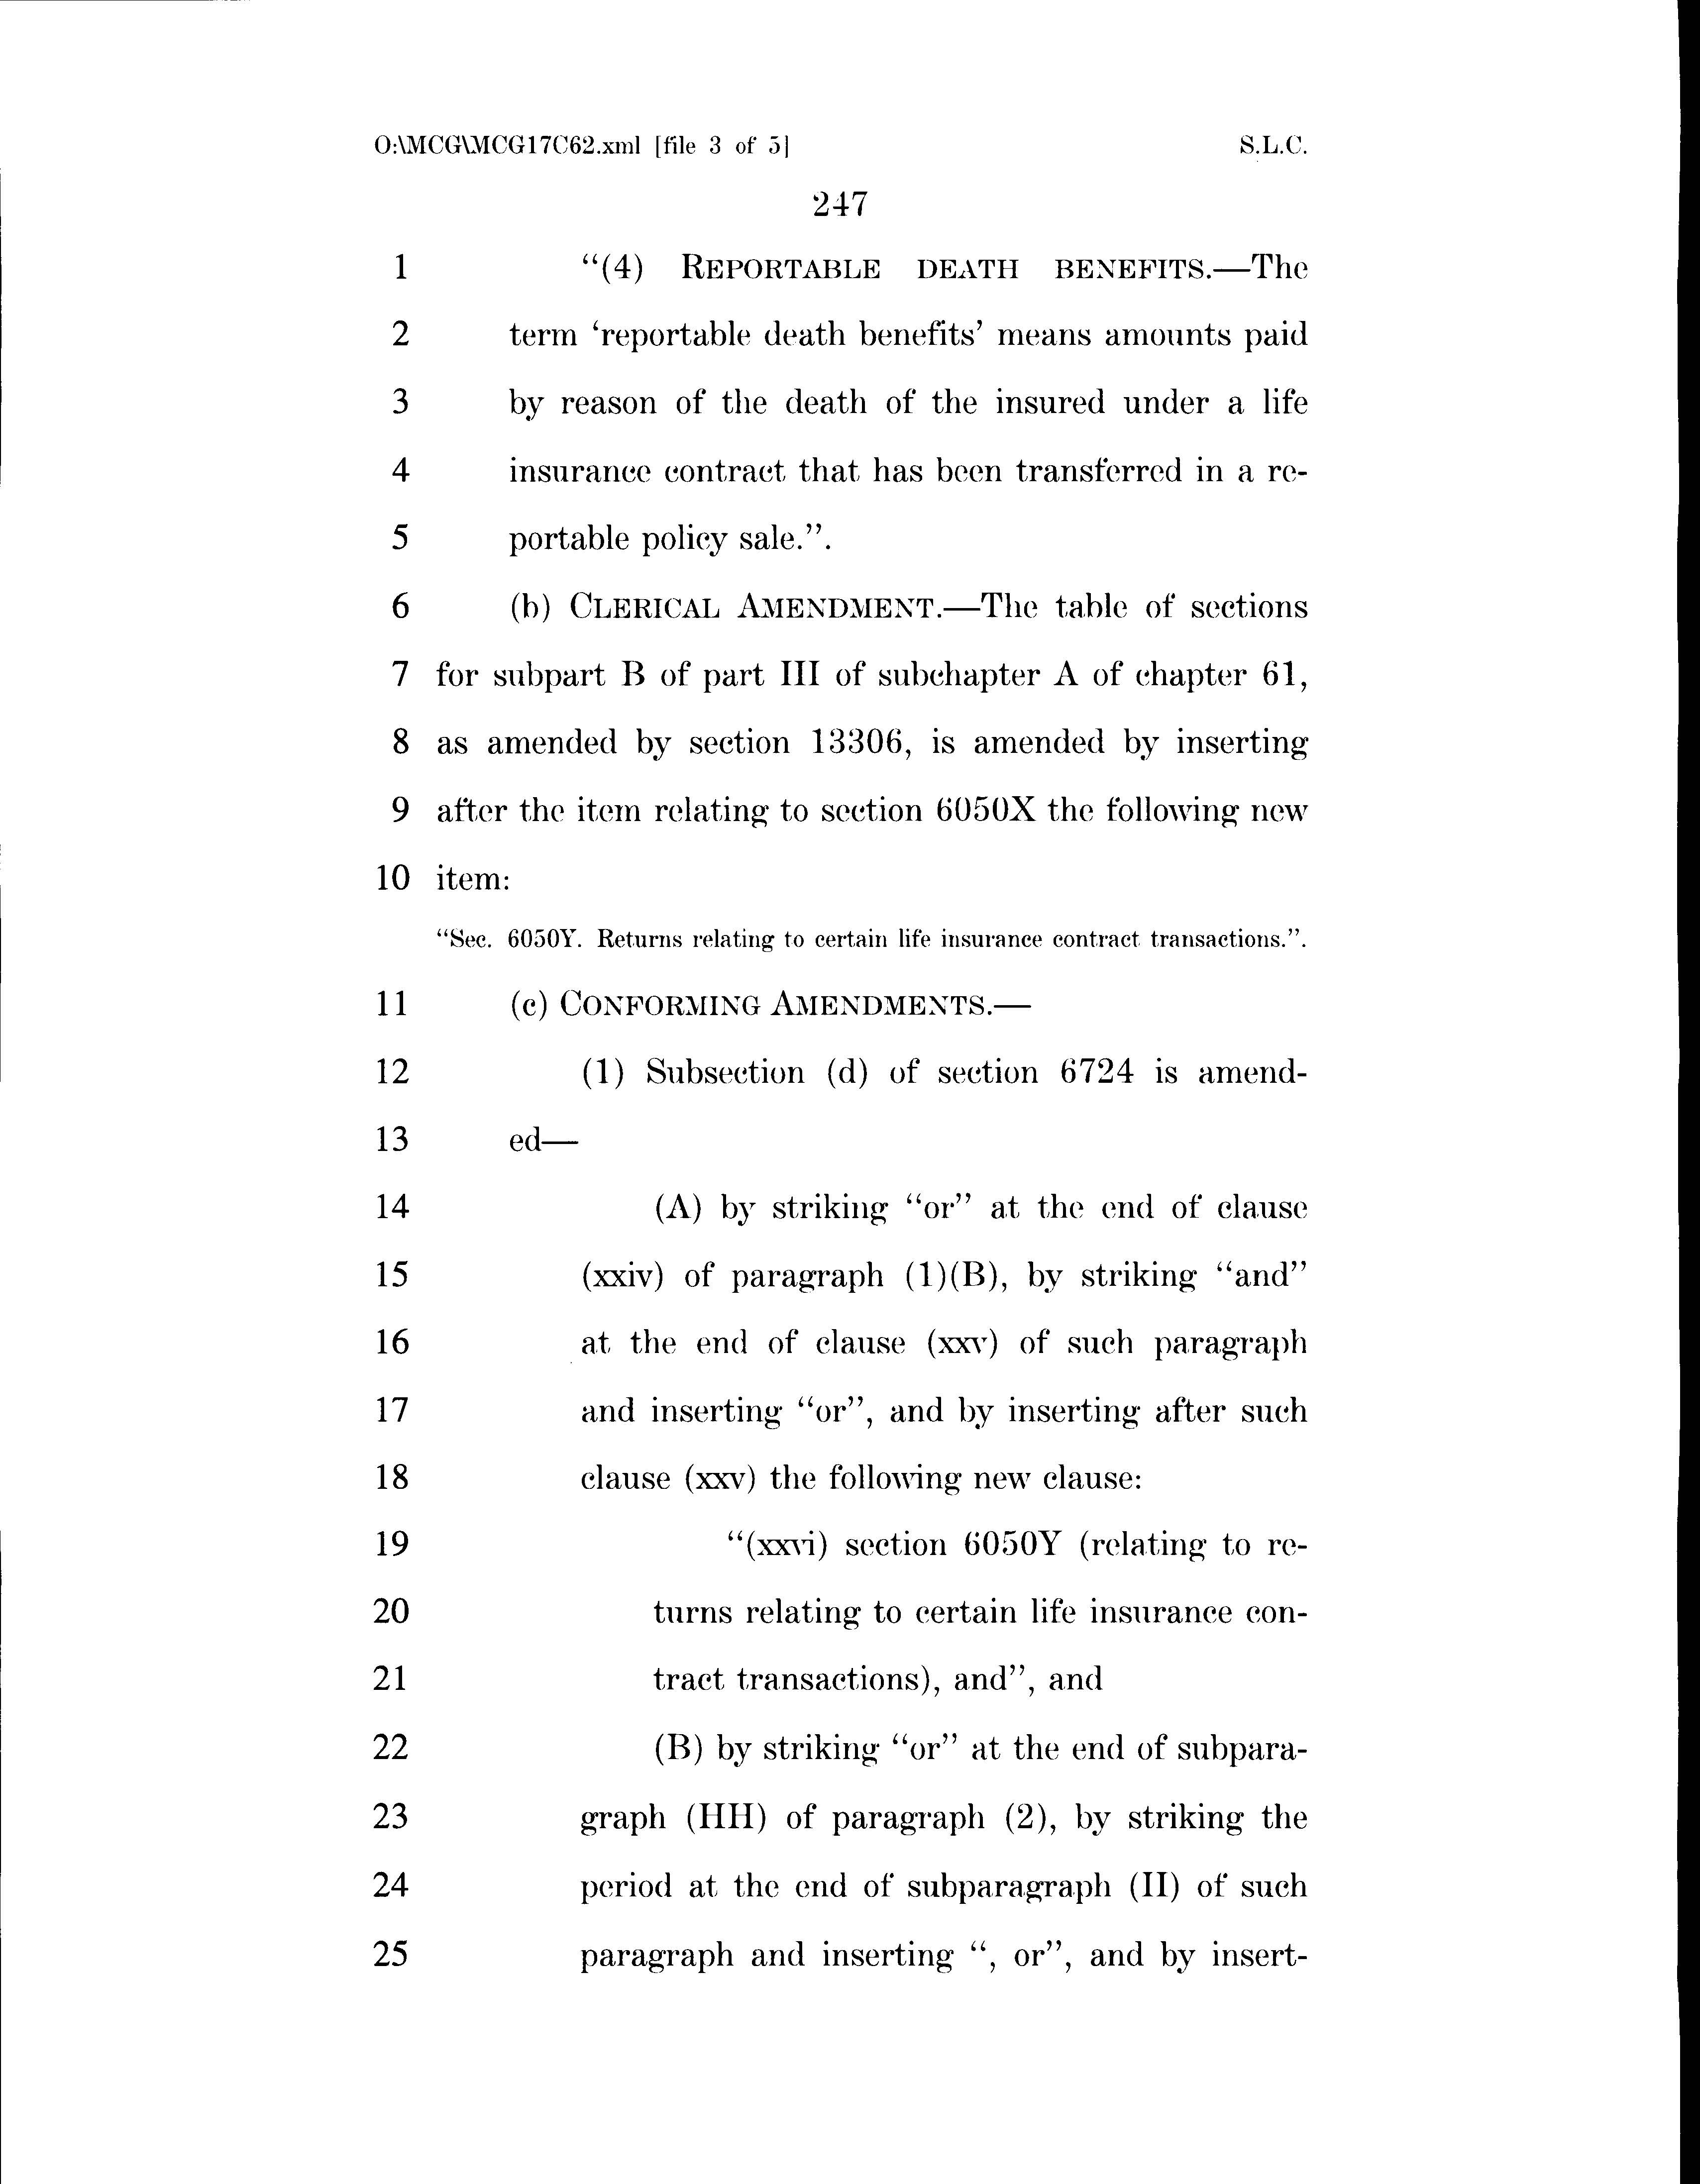 O:\MCG\MCG17C62.xml [file 3 of 5] S.L.C.
247
1 “(4) REPORTABLE DEATH BENEFITS.—The
2 term ‘reportable death benefits’ means amounts paid
3 by reason of the death of the insured under a life
4 insurance contract that has been transferred in a re-
5 portable policy sale.”.
6 (b) CLERICAL AMENDMENT.—The table of sections
7 for subpart B of part III of subchapter A of chapter 61,
8 as amended by section 13306, is amended by inserting
9 after the item relating to section 6050X the following new
10 item:
“Sec. 6050Y. Returns relating to certain life insurance contract transactions.”.
11 (c) CONFORMING AMENDMENTS.—
12 (1) Subsection (d) of section 6724 is amend-
13 ed—
14 (A) by striking “or” at the end of clause
15 (xxiv) of paragraph (1)(B), by striking “and”
16 at the end of clause (xxv) of such paragraph
17 and inserting “or”, and by inserting after such
18 clause (xxv) the following new clause:
19 “(xxvi) section 6050Y (relating to re-
20 turns relating to certain life insurance con-
21 tract transactions), and”, and
22 (B) by striking “or” at the end of subpara-
23 graph (HH) of paragraph (2), by striking the
24 period at the end of subparagraph (II) of such
25 paragraph and inserting “, or”, and by insert-